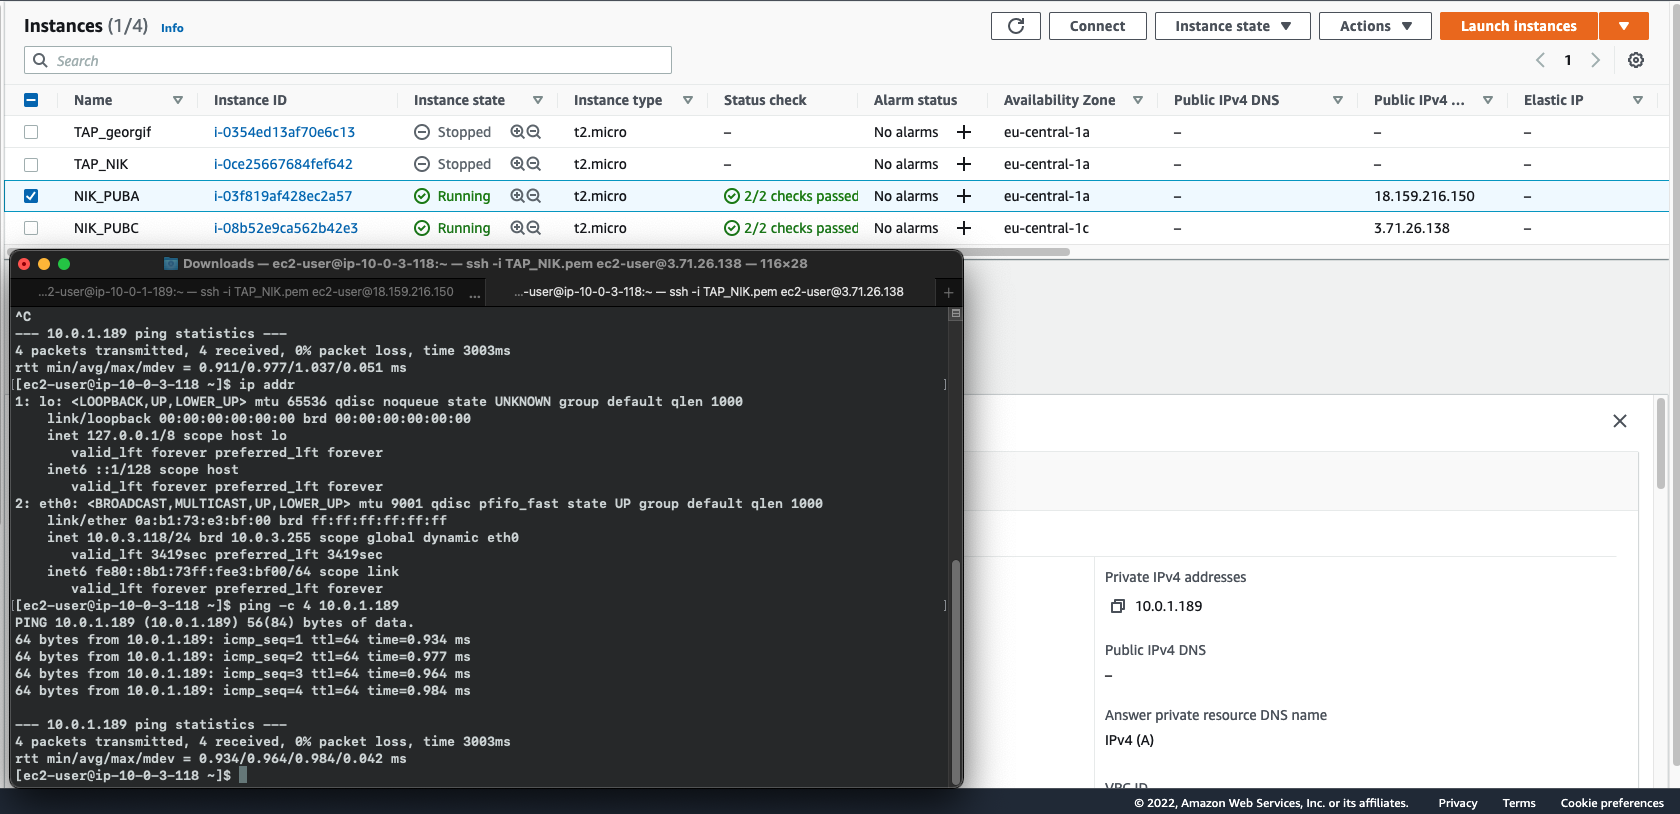 Instances (1/4) Info
Connect Instance state Actions Launch instances
Search
1
Name Instance ID Instance state Instance type Status check Alarm status Availability Zone Public IPv4 DNS Public IPv4 ... Elastic IP
TAP_georgif i-0354ed13af70e6c13 Stopped t2.micro – No alarms + eu-central-1a – – –
TAP_NIK i-0ce25667684fef642 Stopped t2.micro – No alarms + eu-central-1a – – –
NIK_PUBA i-03f819af428ec2a57 Running t2.micro 2/2 checks passed No alarms + eu-central-1a – 18.159.216.150 –
NIK_PUBC i-08b52e9ca562b42e3 Running t2.micro 2/2 checks passed No alarms + eu-central-1c – 3.71.26.138 –
Downloads — ec2-user@ip-10-0-3-118:~ — ssh -i TAP_NIK.pem ec2-user@3.71.26.138 — 116×28
...2-user@ip-10-0-1-189:~ — ssh -i TAP_NIK.pem ec2-user@18.159.216.150 ... ...-user@ip-10-0-3-118:~ — ssh -i TAP_NIK.pem ec2-user@3.71.26.138 +
^C
--- 10.0.1.189 ping statistics ---
4 packets transmitted, 4 received, 0% packet loss, time 3003ms
rtt min/avg/max/mdev = 0.911/0.977/1.037/0.051 ms
[[ec2-user@ip-10-0-3-118 ~]$ ip addr ]
1: lo: <LOOPBACK,UP,LOWER_UP> mtu 65536 qdisc noqueue state UNKNOWN group default qlen 1000
link/loopback 00:00:00:00:00:00 brd 00:00:00:00:00:00
inet 127.0.0.1/8 scope host lo
valid_lft forever preferred_lft forever
inet6 ::1/128 scope host
valid_lft forever preferred_lft forever
2: eth0: <BROADCAST,MULTICAST,UP,LOWER_UP> mtu 9001 qdisc pfifo_fast state UP group default qlen 1000
link/ether 0a:b1:73:e3:bf:00 brd ff:ff:ff:ff:ff:ff
inet 10.0.3.118/24 brd 10.0.3.255 scope global dynamic eth0
valid_lft 3419sec preferred_lft 3419sec
inet6 fe80::8b1:73ff:fee3:bf00/64 scope link
valid_lft forever preferred_lft forever
[[ec2-user@ip-10-0-3-118 ~]$ ping -c 4 10.0.1.189 ]
PING 10.0.1.189 (10.0.1.189) 56(84) bytes of data.
64 bytes from 10.0.1.189: icmp_seq=1 ttl=64 time=0.934 ms
64 bytes from 10.0.1.189: icmp_seq=2 ttl=64 time=0.977 ms
64 bytes from 10.0.1.189: icmp_seq=3 ttl=64 time=0.964 ms
64 bytes from 10.0.1.189: icmp_seq=4 ttl=64 time=0.984 ms
--- 10.0.1.189 ping statistics ---
4 packets transmitted, 4 received, 0% packet loss, time 3003ms
rtt min/avg/max/mdev = 0.934/0.964/0.984/0.042 ms
[ec2-user@ip-10-0-3-118 ~]$
Private IPv4 addresses
10.0.1.189
Public IPv4 DNS
–
Answer private resource DNS name
IPv4 (A)
VPC ID
© 2022, Amazon Web Services, Inc. or its affiliates. Privacy Terms Cookie preferences